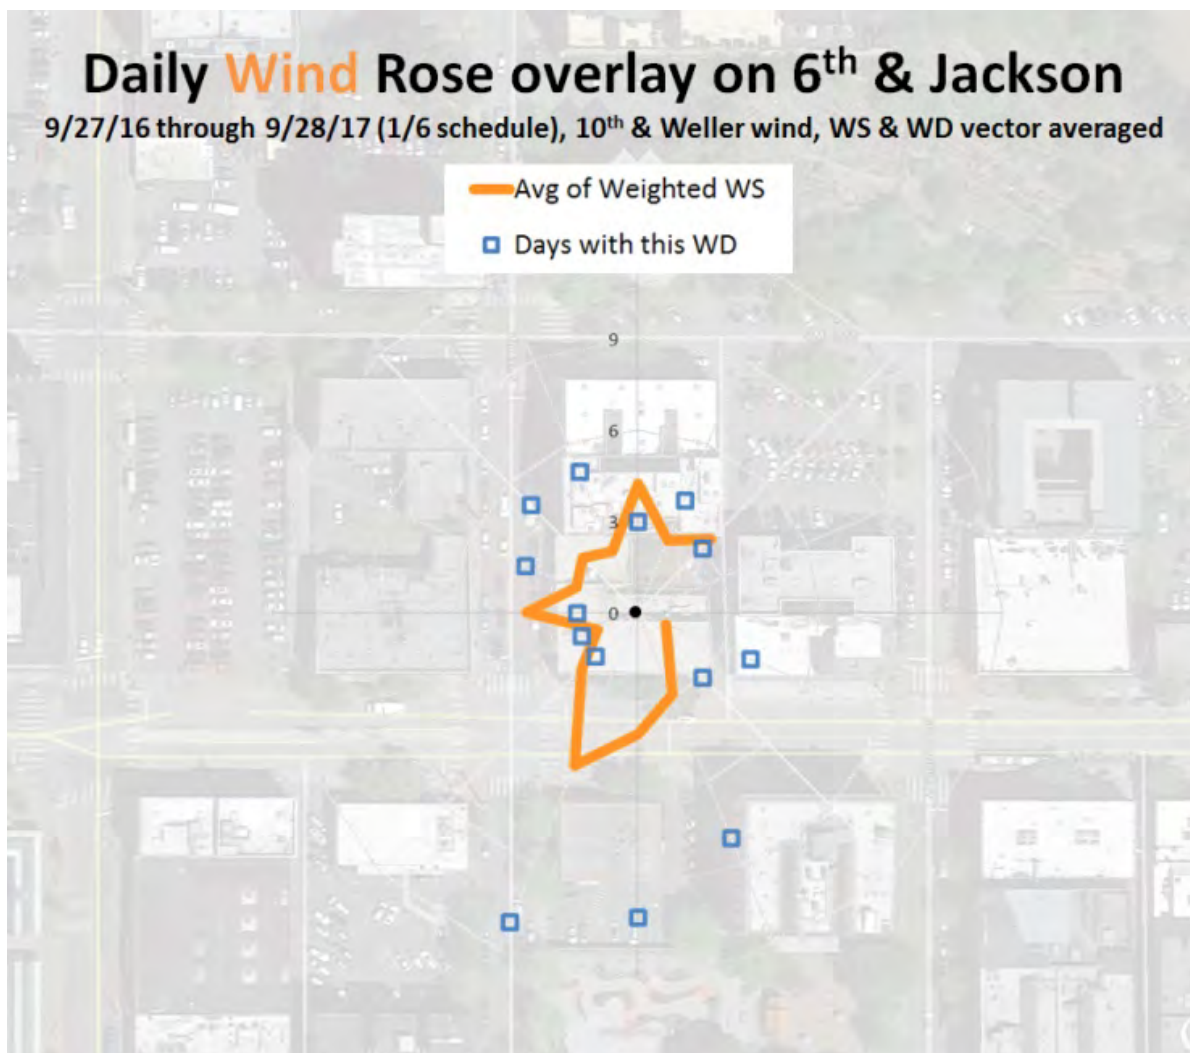 Daily Wind Rose overlay on 6th & Jackson
9/27/16 through 9/28/17 (1/6 schedule), 10th & Weller wind, WS & WD vector averaged
Avg of Weighted WS
Days with this WD
9
6
3
0